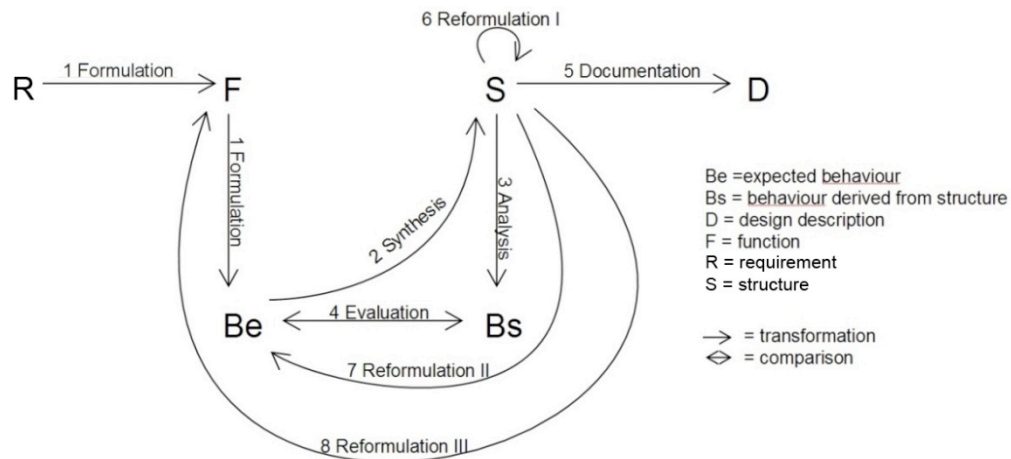 6 Reformulation I
1 Formulation
5 Documentation
R
F
S
D
1 Formulation
2 Synthesis
3 Analysis
Be
4 Evaluation
Bs
7 Reformulation II
8 Reformulation III
Be =expected behaviour
Bs = behaviour derived from structure
D = design description
F = function
R = requirement
S = structure
= transformation
= comparison